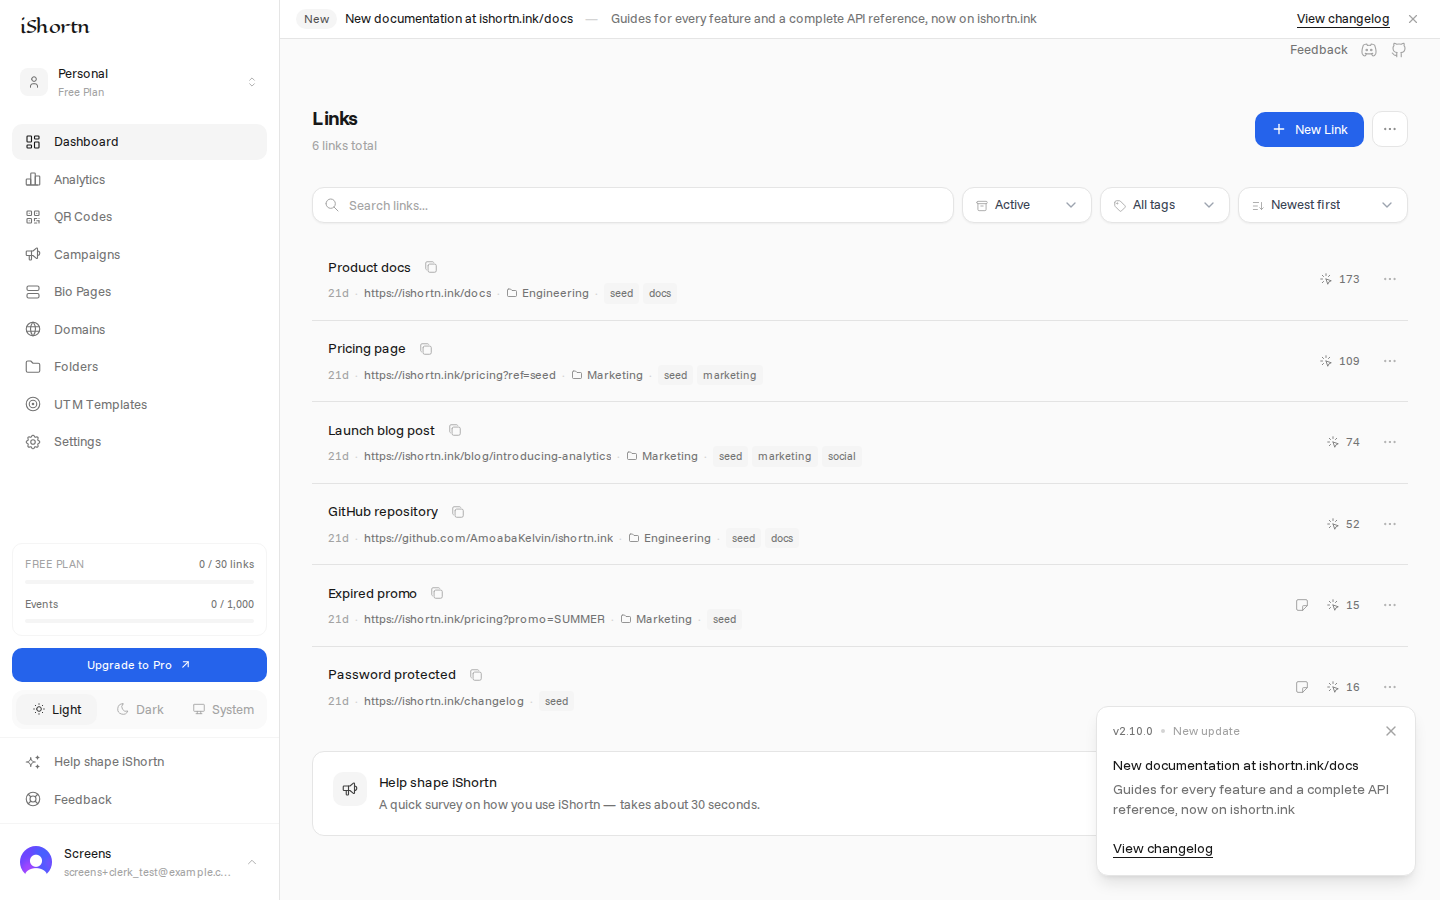 iShortn
Personal
Free Plan
Dashboard
Analytics
QR Codes
Campaigns
Bio Pages
Domains
Folders
UTM Templates
Settings
FREE PLAN 0 / 30 links
Events 0 / 1,000
Upgrade to Pro
Light Dark System
Help shape iShortn
Feedback
Screens
screens+clerk_test@example.c...
New New documentation at ishortn.ink/docs — Guides for every feature and a complete API reference, now on ishortn.ink View changelog
Feedback
Links
6 links total
New Link
Search links...
Active
All tags
Newest first
Product docs
21d · https://ishortn.ink/docs · Engineering · seed docs
173
Pricing page
21d · https://ishortn.ink/pricing?ref=seed · Marketing · seed marketing
109
Launch blog post
21d · https://ishortn.ink/blog/introducing-analytics · Marketing · seed marketing social
74
GitHub repository
21d · https://github.com/AmoabaKelvin/ishortn.ink · Engineering · seed docs
52
Expired promo
21d · https://ishortn.ink/pricing?promo=SUMMER · Marketing · seed
15
Password protected
21d · https://ishortn.ink/changelog · seed
16
Help shape iShortn
A quick survey on how you use iShortn — takes about 30 seconds.
v2.10.0 • New update
New documentation at ishortn.ink/docs
Guides for every feature and a complete API
reference, now on ishortn.ink
View changelog